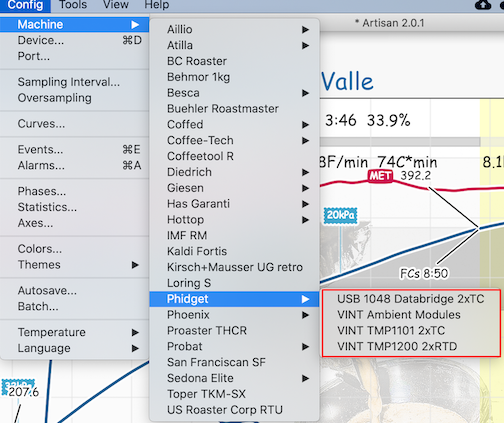 Config Tools View Help
* Artisan 2.0.1
Machine
Device... ⌘D
Port...
Sampling Interval...
Oversampling
Curves...
Events... ⌘E
Alarms... ⌘A
Phases...
Statistics...
Axes...
Colors...
Themes
Autosave...
Batch...
Temperature
Language
Aillio
Atilla
BC Roaster
Behmor 1kg
Besca
Buehler Roastmaster
Coffed
Coffee-Tech
Coffeetool R
Diedrich
Giesen
Has Garanti
Hottop
IMF RM
Kaldi Fortis
Kirsch+Mausser UG retro
Loring S
Phidget
Phoenix
Proaster THCR
Probat
San Franciscan SF
Sedona Elite
Toper TKM-SX
US Roaster Corp RTU
USB 1048 Databridge 2xTC
VINT Ambient Modules
VINT TMP1101 2xTC
VINT TMP1200 2xRTD
Valle
3:46 33.9%
8F/min 74C*min 8.1
MET 392.2
20kPa
FCs 8:50
207.6